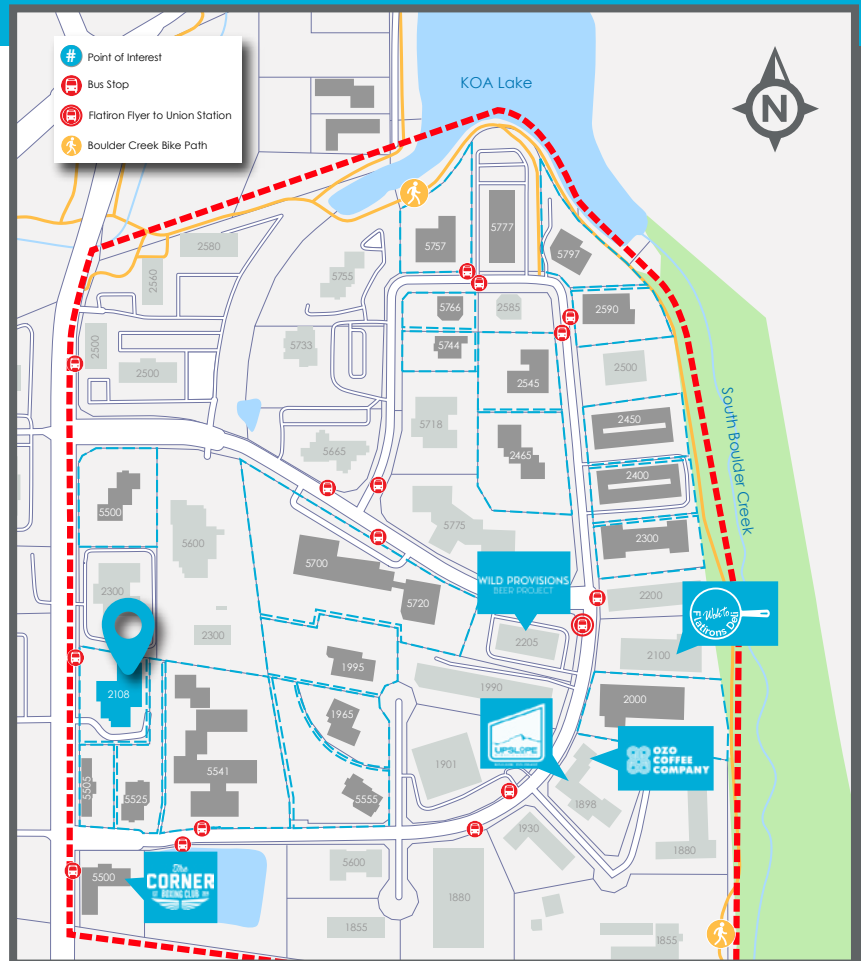 #
Point of Interest
Bus Stop
Flatiron Flyer to Union Station
Boulder Creek Bike Path
KOA Lake
N
2580
2560
5755
5757
5777
5797
2500
2500
5733
5766
2585
2590
5744
2545
2500
5718
2450
5665
2465
2400
5500
5600
5775
2300
South Boulder Creek
5700
5720
WILD PROVISIONS
BEER PROJECT
2300
2200
Wok to
Flatirons Deli
2300
2205
2100
1995
2108
1990
2000
1965
UPSLOPE
OZO
COFFEE
COMPANY
5541
1901
5505
5525
5555
1898
1930
1880
5500
The
CORNER
BOXING CLUB
5600
1880
1855
1855